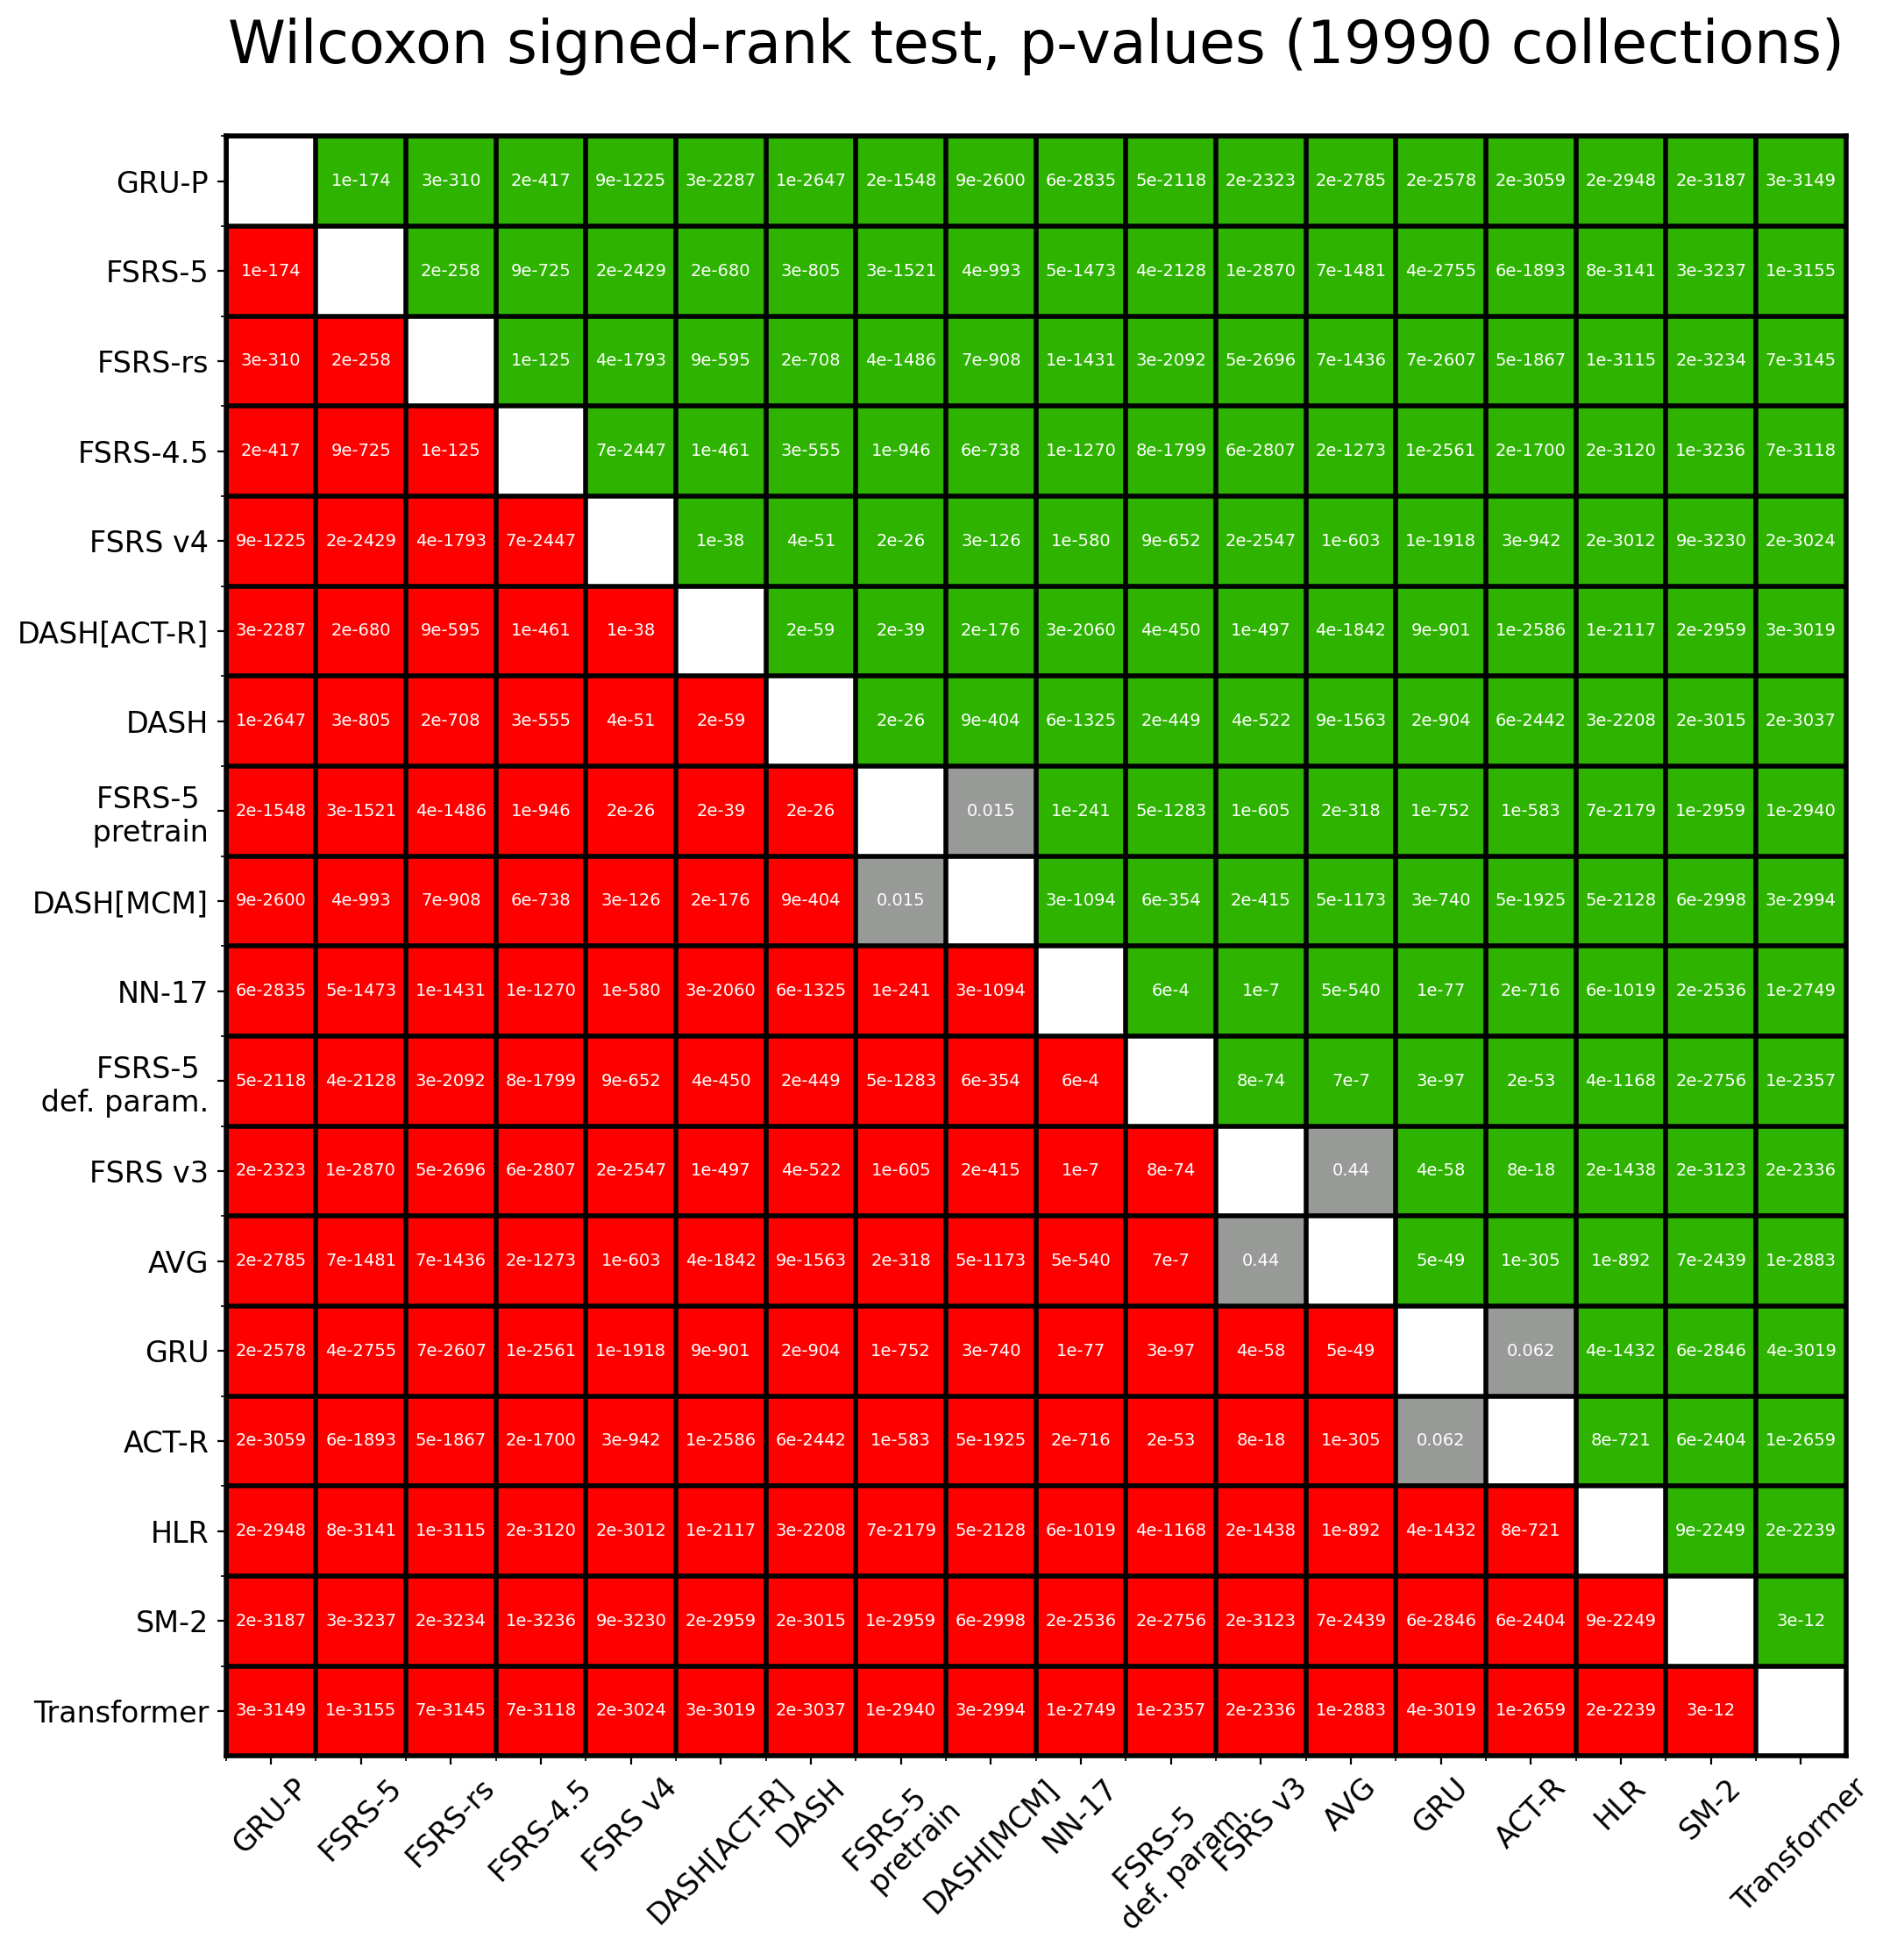 Wilcoxon signed-rank test, p-values (19990 collections)
GRU-P 1e-174 3e-310 2e-417 9e-1225 3e-2287 1e-2647 2e-1548 9e-2600 6e-2835 5e-2118 2e-2323 2e-2785 2e-2578 2e-3059 2e-2948 2e-3187 3e-3149
FSRS-5 1e-174 2e-258 9e-725 2e-2429 2e-680 3e-805 3e-1521 4e-993 5e-1473 4e-2128 1e-2870 7e-1481 4e-2755 6e-1893 8e-3141 3e-3237 1e-3155
FSRS-rs 3e-310 2e-258 1e-125 4e-1793 9e-595 2e-708 4e-1486 7e-908 1e-1431 3e-2092 5e-2696 7e-1436 7e-2607 5e-1867 1e-3115 2e-3234 7e-3145
FSRS-4.5 2e-417 9e-725 1e-125 7e-2447 1e-461 3e-555 1e-946 6e-738 1e-1270 8e-1799 6e-2807 2e-1273 1e-2561 2e-1700 2e-3120 1e-3236 7e-3118
FSRS v4 9e-1225 2e-2429 4e-1793 7e-2447 1e-38 4e-51 2e-26 3e-126 1e-580 9e-652 2e-2547 1e-603 1e-1918 3e-942 2e-3012 9e-3230 2e-3024
DASH[ACT-R] 3e-2287 2e-680 9e-595 1e-461 1e-38 2e-59 2e-39 2e-176 3e-2060 4e-450 1e-497 4e-1842 9e-901 1e-2586 1e-2117 2e-2959 3e-3019
DASH 1e-2647 3e-805 2e-708 3e-555 4e-51 2e-59 2e-26 9e-404 6e-1325 2e-449 4e-522 9e-1563 2e-904 6e-2442 3e-2208 2e-3015 2e-3037
FSRS-5
pretrain 2e-1548 3e-1521 4e-1486 1e-946 2e-26 2e-39 2e-26 0.015 1e-241 5e-1283 1e-605 2e-318 1e-752 1e-583 7e-2179 1e-2959 1e-2940
DASH[MCM] 9e-2600 4e-993 7e-908 6e-738 3e-126 2e-176 9e-404 0.015 3e-1094 6e-354 2e-415 5e-1173 3e-740 5e-1925 5e-2128 6e-2998 3e-2994
NN-17 6e-2835 5e-1473 1e-1431 1e-1270 1e-580 3e-2060 6e-1325 1e-241 3e-1094 6e-4 1e-7 5e-540 1e-77 2e-716 6e-1019 2e-2536 1e-2749
FSRS-5
def. param. 5e-2118 4e-2128 3e-2092 8e-1799 9e-652 4e-450 2e-449 5e-1283 6e-354 6e-4 8e-74 7e-7 3e-97 2e-53 4e-1168 2e-2756 1e-2357
FSRS v3 2e-2323 1e-2870 5e-2696 6e-2807 2e-2547 1e-497 4e-522 1e-605 2e-415 1e-7 8e-74 0.44 4e-58 8e-18 2e-1438 2e-3123 2e-2336
AVG 2e-2785 7e-1481 7e-1436 2e-1273 1e-603 4e-1842 9e-1563 2e-318 5e-1173 5e-540 7e-7 0.44 5e-49 1e-305 1e-892 7e-2439 1e-2883
GRU 2e-2578 4e-2755 7e-2607 1e-2561 1e-1918 9e-901 2e-904 1e-752 3e-740 1e-77 3e-97 4e-58 5e-49 0.062 4e-1432 6e-2846 4e-3019
ACT-R 2e-3059 6e-1893 5e-1867 2e-1700 3e-942 1e-2586 6e-2442 1e-583 5e-1925 2e-716 2e-53 8e-18 1e-305 0.062 8e-721 6e-2404 1e-2659
HLR 2e-2948 8e-3141 1e-3115 2e-3120 2e-3012 1e-2117 3e-2208 7e-2179 5e-2128 6e-1019 4e-1168 2e-1438 1e-892 4e-1432 8e-721 9e-2249 2e-2239
SM-2 2e-3187 3e-3237 2e-3234 1e-3236 9e-3230 2e-2959 2e-3015 1e-2959 6e-2998 2e-2536 2e-2756 2e-3123 7e-2439 6e-2846 6e-2404 9e-2249 3e-12
Transformer 3e-3149 1e-3155 7e-3145 7e-3118 2e-3024 3e-3019 2e-3037 1e-2940 3e-2994 1e-2749 1e-2357 2e-2336 1e-2883 4e-3019 1e-2659 2e-2239 3e-12
GRU-P
FSRS-5
FSRS-rs
FSRS-4.5
FSRS v4
DASH[ACT-R]
DASH
FSRS-5
pretrain
DASH[MCM]
NN-17
FSRS-5
def. param.
FSRS v3
AVG
GRU
ACT-R
HLR
SM-2
Transformer